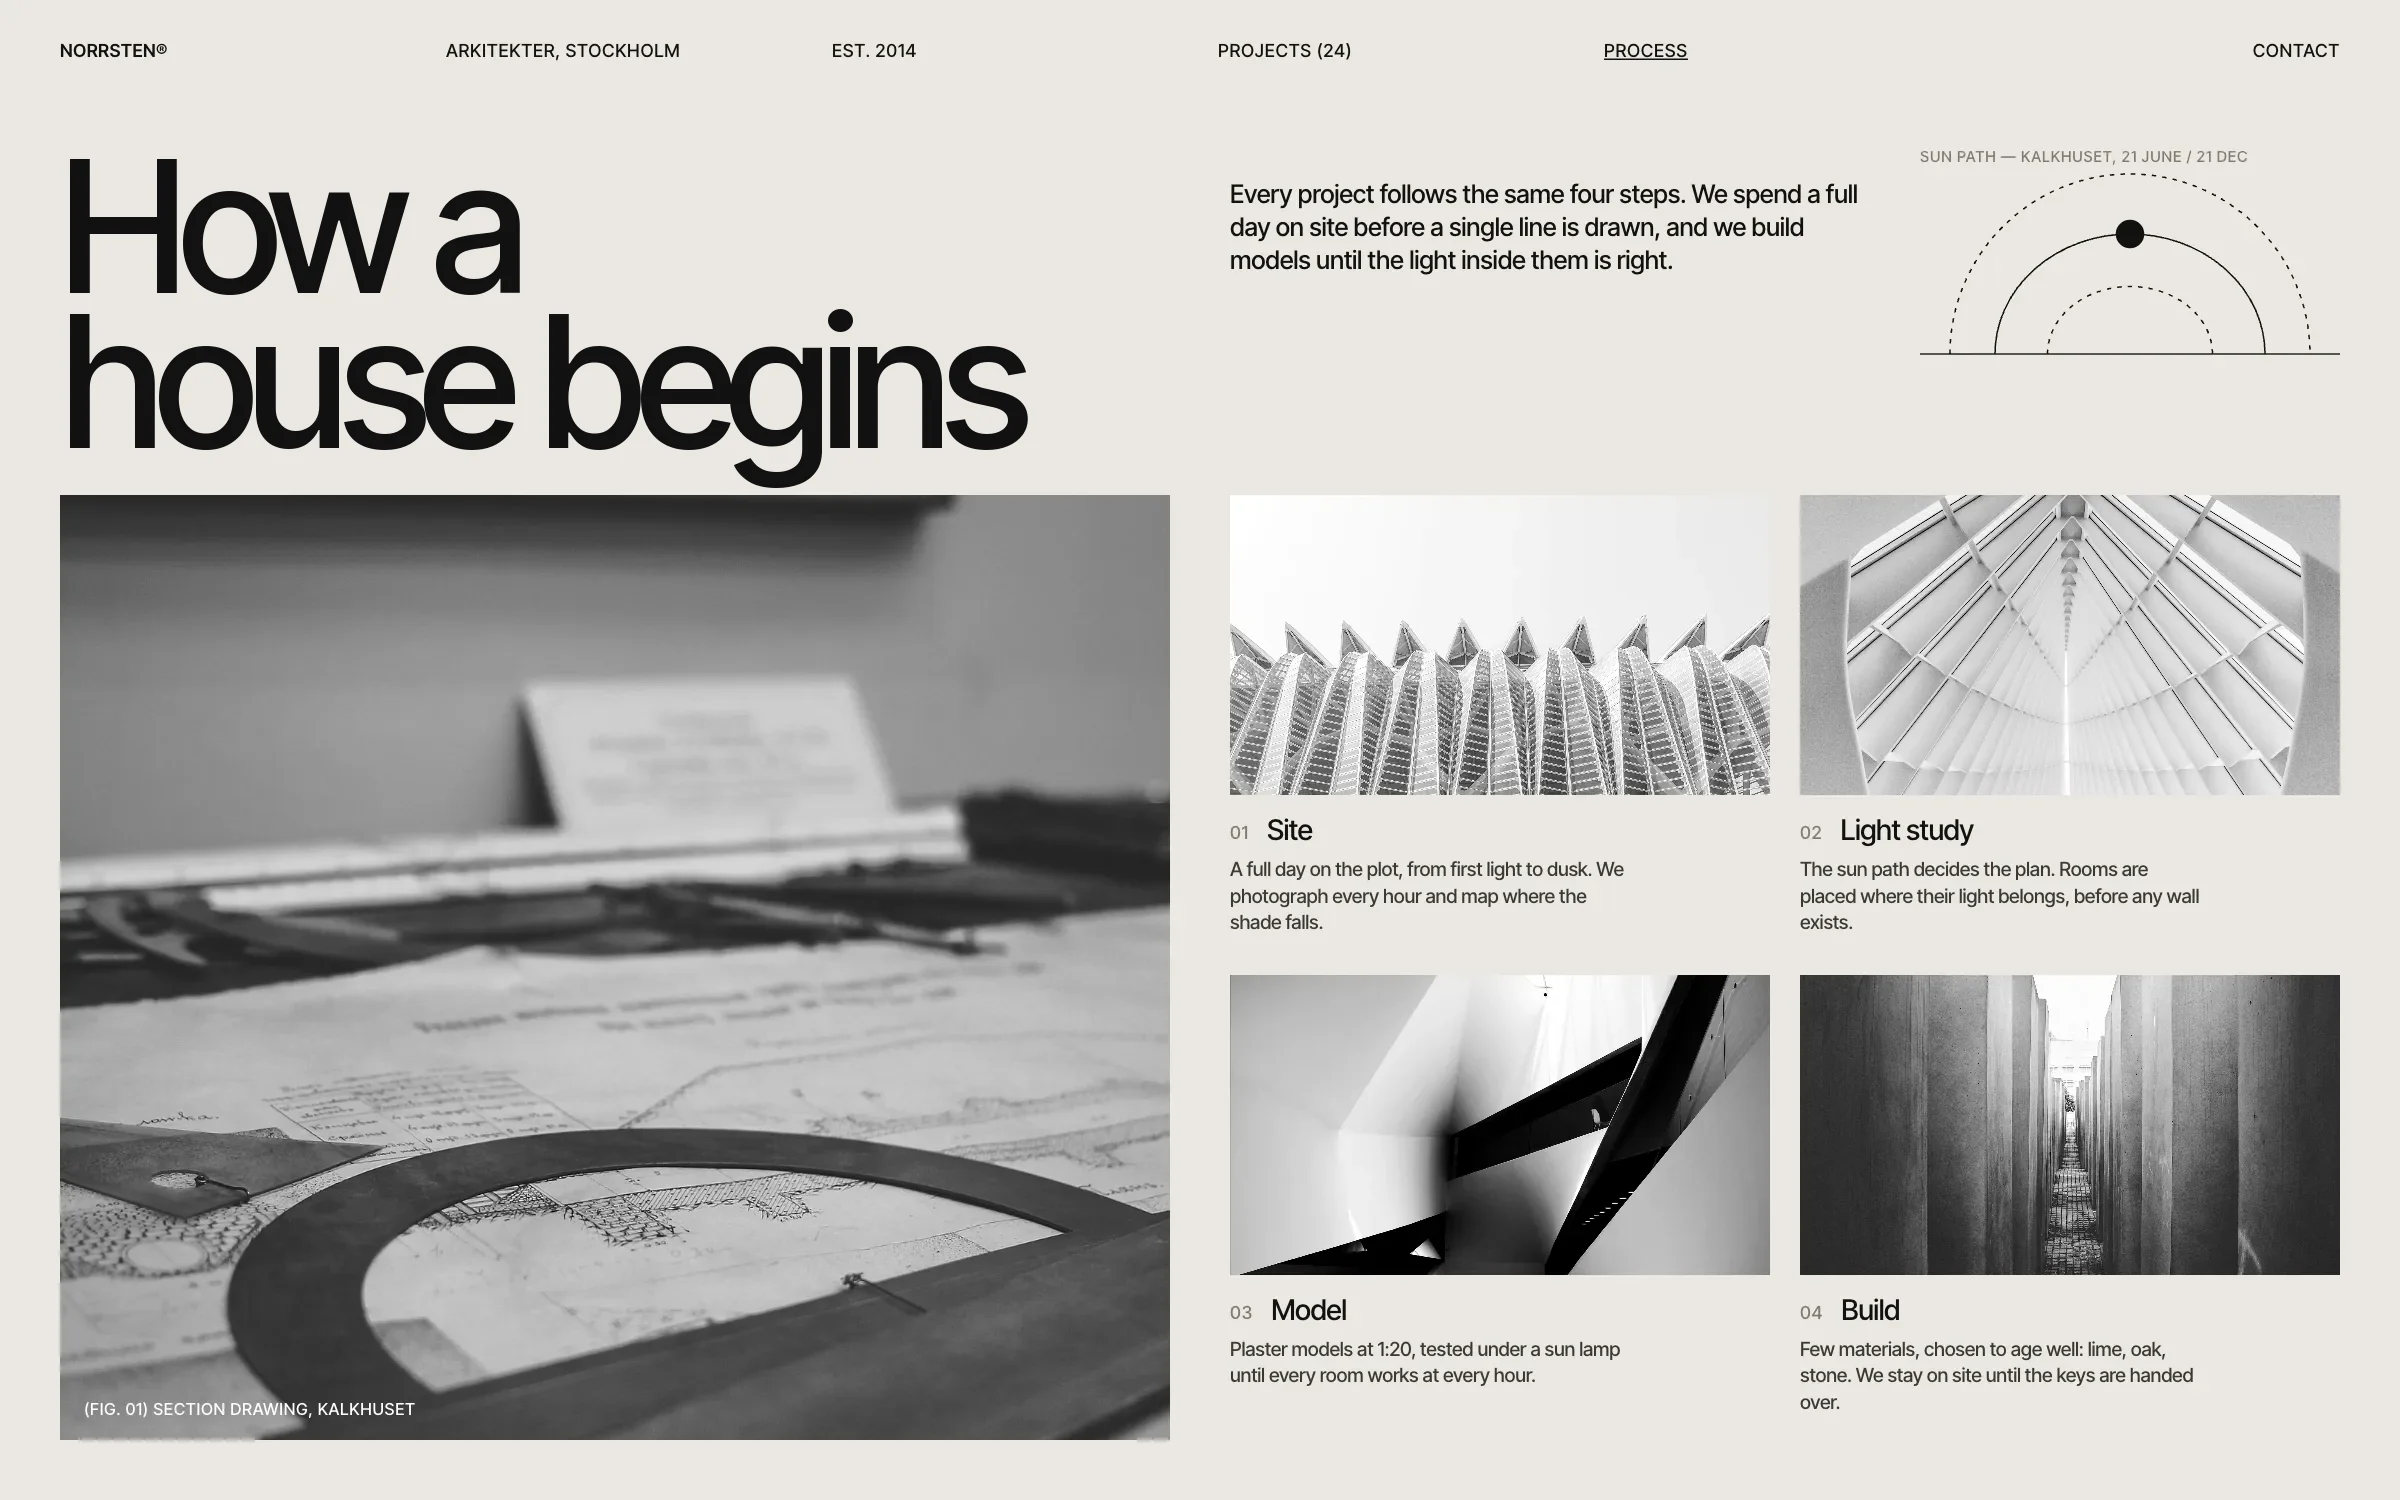 NORRSTEN®
ARKITEKTER, STOCKHOLM
EST. 2014
PROJECTS (24)
PROCESS
CONTACT
How a
house begins
Every project follows the same four steps. We spend a full
day on site before a single line is drawn, and we build
models until the light inside them is right.
SUN PATH — KALKHUSET, 21 JUNE / 21 DEC
(FIG. 01) SECTION DRAWING, KALKHUSET
01 Site
A full day on the plot, from first light to dusk. We
photograph every hour and map where the
shade falls.
02 Light study
The sun path decides the plan. Rooms are
placed where their light belongs, before any wall
exists.
03 Model
Plaster models at 1:20, tested under a sun lamp
until every room works at every hour.
04 Build
Few materials, chosen to age well: lime, oak,
stone. We stay on site until the keys are handed
over.